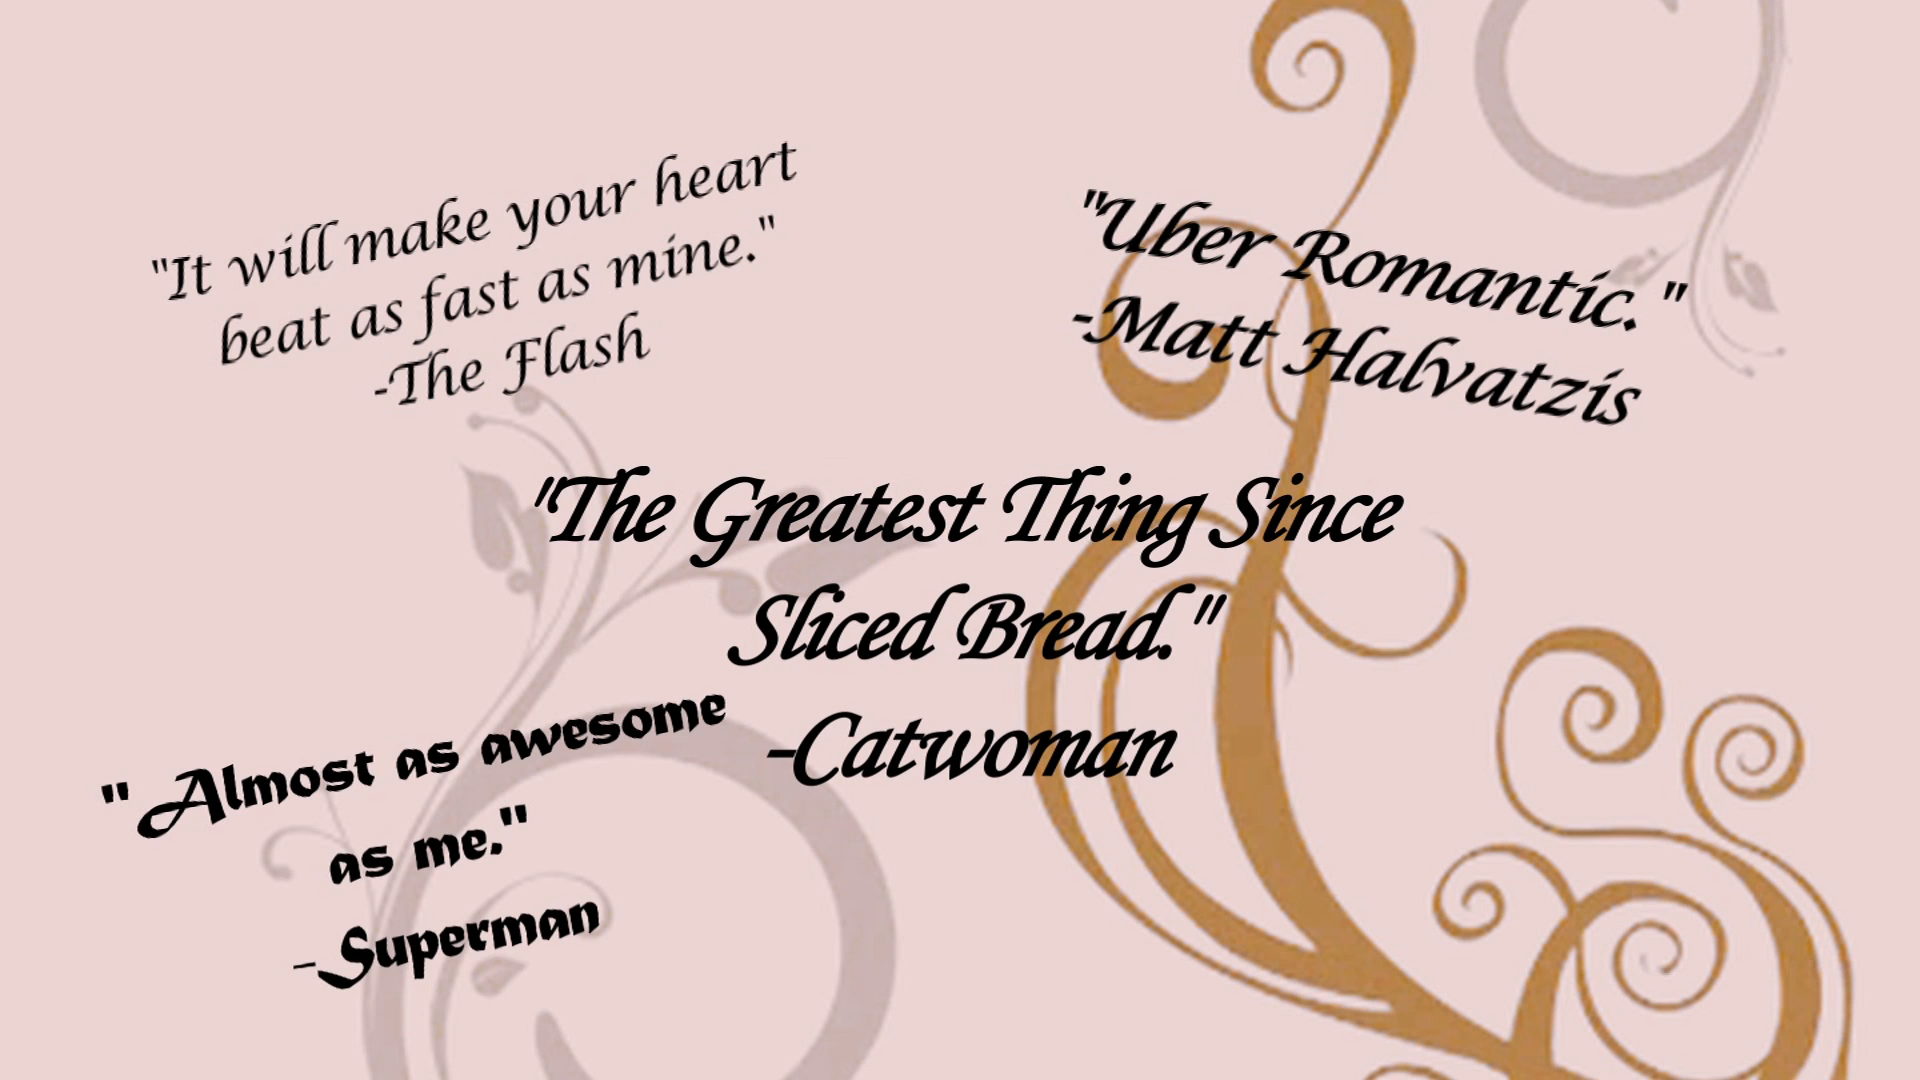 "It will make your heart
beat as fast as mine."
-The Flash
"Uber Romantic."
-Matt Halvatzis
"The Greatest Thing Since
Sliced Bread."
-Catwoman
"Almost as awesome
as me."
-Superman